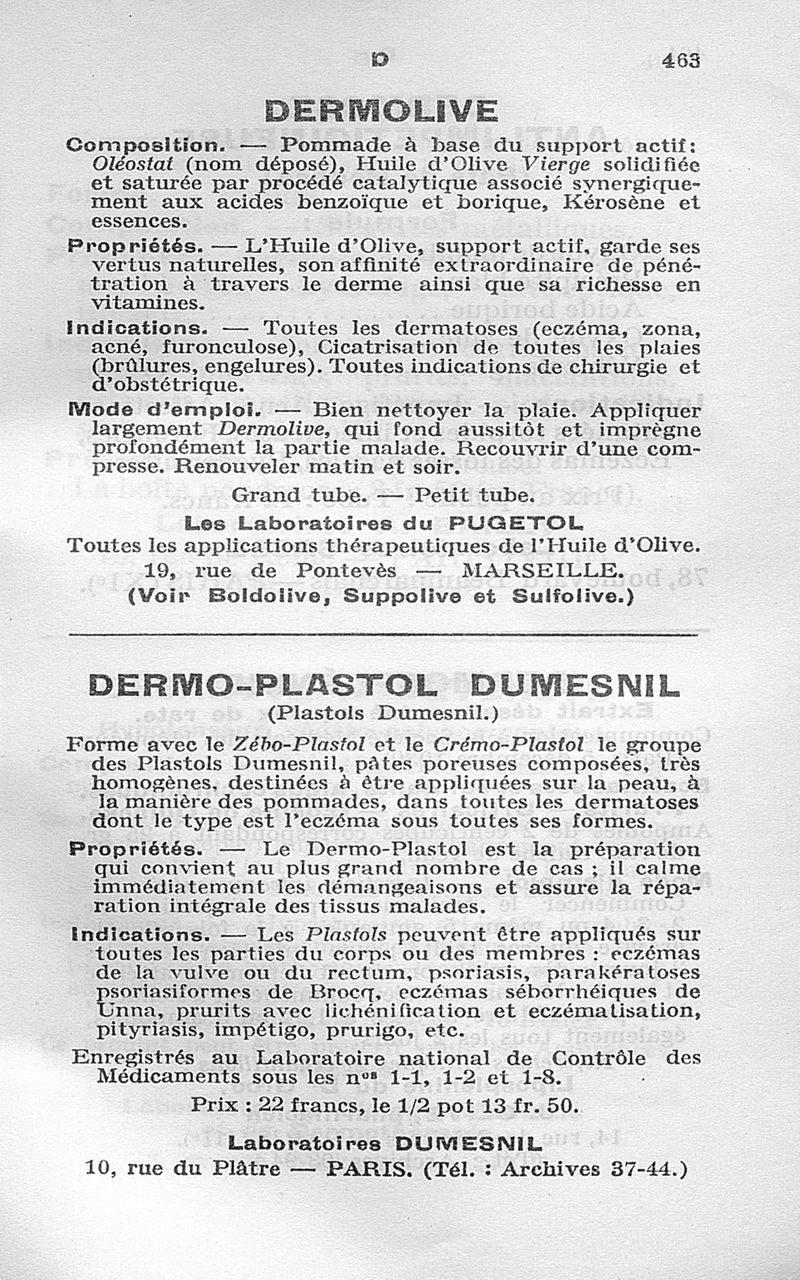 D 463
DERMOLIVE
Composition. — Pommade à base du support actif:
Oléostat (nom déposé), Huile d'Olive Vierge solidifiée
et saturée par procédé catalytique associé synergique-
ment aux acides benzoïque et borique, Kérosène et
essences.
Propriétés. — L'Huile d'Olive, support actif, garde ses
vertus naturelles, son affinité extraordinaire de péné-
tration à travers le derme ainsi que sa richesse en
vitamines.
Indications. — Toutes les dermatoses (eczéma, zona,
acné, furonculose), Cicatrisation de toutes les plaies
(brûlures, engelures). Toutes indications de chirurgie et
d'obstétrique.
Mode d'emploi. — Bien nettoyer la plaie. Appliquer
largement Dermolive, qui fond aussitôt et imprègne
profondément la partie malade. Recouvrir d'une com-
presse. Renouveler matin et soir.
Grand tube. — Petit tube.
Les Laboratoires du PUGETOL
Toutes les applications thérapeutiques de l'Huile d'Olive.
19, rue de Pontevès — MARSEILLE.
(Voir Boldolive, Suppolive et Sulfolive.)
DERMO-PLASTOL DUMESNIL
(Plastols Dumesnil.)
Forme avec le Zébo-Plastol et le Crémo-Plastol le groupe
des Plastols Dumesnil, pâtes poreuses composées, très
homogènes, destinées à être appliquées sur la peau, à
la manière des pommades, dans toutes les dermatoses
dont le type est l'eczéma sous toutes ses formes.
Propriétés. — Le Dermo-Plastol est la préparation
qui convient au plus grand nombre de cas ; il calme
immédiatement les démangeaisons et assure la répa-
ration intégrale des tissus malades.
Indications. — Les Plastols peuvent être appliqués sur
toutes les parties du corps ou des membres : eczémas
de la vulve ou du rectum, psoriasis, parakératoses
psoriasiformes de Brocq, eczémas séborrhéiques de
Unna, prurits avec lichénification et eczématisation,
pityriasis, impétigo, prurigo, etc.
Enregistrés au Laboratoire national de Contrôle des
Médicaments sous les nos 1-1, 1-2 et 1-8.
Prix : 22 francs, le 1/2 pot 13 fr. 50.
Laboratoires DUMESNIL
10, rue du Plâtre — PARIS. (Tél. : Archives 37-44.)